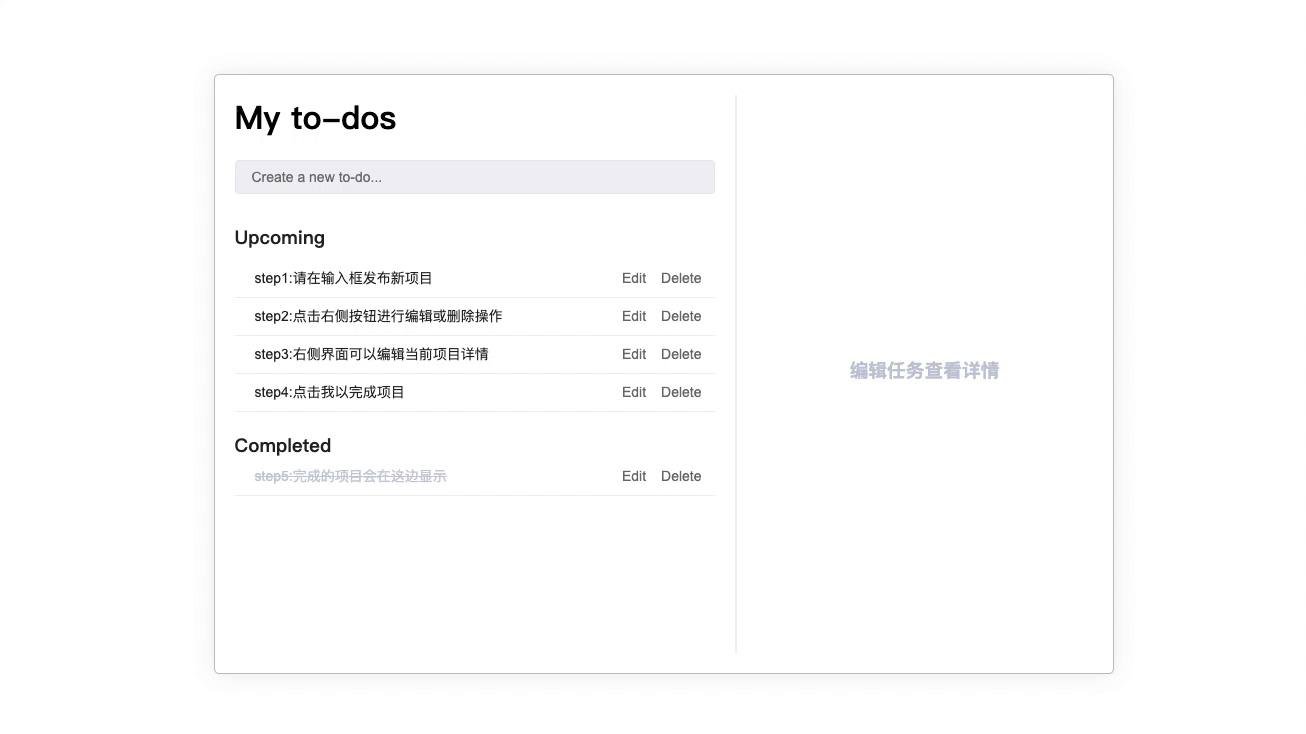 My to-dos
Create a new to-do...
Upcoming
step1:请在输入框发布新项目 Edit Delete
step2:点击右侧按钮进行编辑或删除操作 Edit Delete
step3:右侧界面可以编辑当前项目详情 Edit Delete
step4:点击我以完成项目 Edit Delete
Completed
step5:完成的项目会在这边显示 Edit Delete
编辑任务查看详情